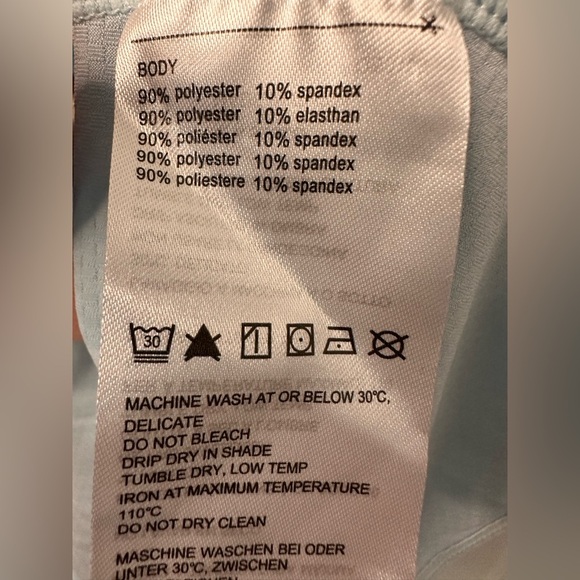 BODY
90% polyester 10% spandex
90% polyester 10% elasthan
90% poliéster 10% spandex
90% polyester 10% spandex
90% poliestere 10% spandex
30
MACHINE WASH AT OR BELOW 30℃,
DELICATE
DO NOT BLEACH
DRIP DRY IN SHADE
TUMBLE DRY, LOW TEMP
IRON AT MAXIMUM TEMPERATURE
110℃
DO NOT DRY CLEAN
MASCHINE WASCHEN BEI ODER
UNTER 30℃, ZWISCHEN